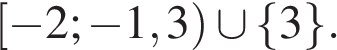 [−2; −1,3) ∪ {3}.